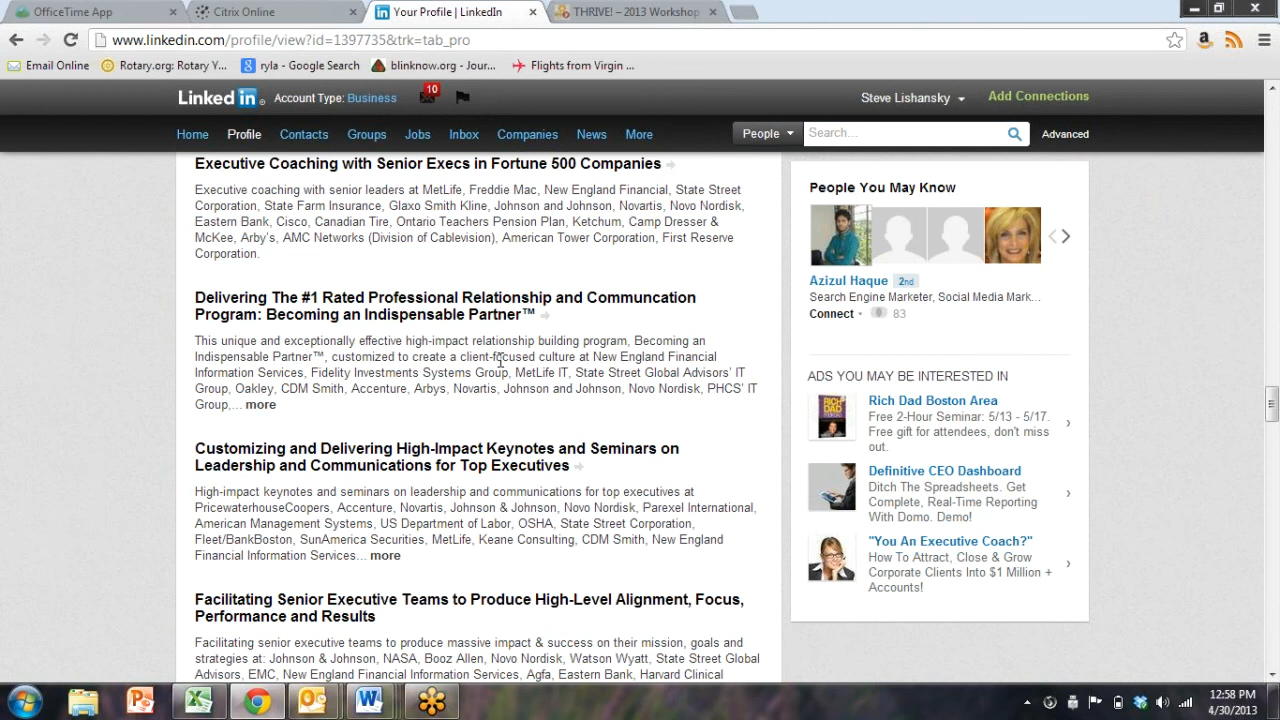 OfficeTime App
Citrix Online
Your Profile | LinkedIn
THRIVE! – 2013 Workshop
www.linkedin.com/profile/view?id=1397735&trk=tab_pro
Email Online
Rotary.org: Rotary Y...
ryla - Google Search
blinknow.org - Jour...
Flights from Virgin ...
Linked in
Account Type: Business
10
Steve Lishansky
Add Connections
Home Profile Contacts Groups Jobs Inbox Companies News More
People
Search...
Advanced
Executive Coaching with Senior Execs in Fortune 500 Companies
Executive coaching with senior leaders at MetLife, Freddie Mac, New England Financial, State Street
Corporation, State Farm Insurance, Glaxo Smith Kline, Johnson and Johnson, Novartis, Novo Nordisk,
Eastern Bank, Cisco, Canadian Tire, Ontario Teachers Pension Plan, Ketchum, Camp Dresser &
McKee, Arby's, AMC Networks (Division of Cablevision), American Tower Corporation, First Reserve
Corporation.
Delivering The #1 Rated Professional Relationship and Communcation
Program: Becoming an Indispensable Partner™
This unique and exceptionally effective high-impact relationship building program, Becoming an
Indispensable Partner™, customized to create a client-focused culture at New England Financial
Information Services, Fidelity Investments Systems Group, MetLife IT, State Street Global Advisors' IT
Group, Oakley, CDM Smith, Accenture, Arbys, Novartis, Johnson and Johnson, Novo Nordisk, PHCS' IT
Group,... more
Customizing and Delivering High-Impact Keynotes and Seminars on
Leadership and Communications for Top Executives
High-impact keynotes and seminars on leadership and communications for top executives at
PricewaterhouseCoopers, Accenture, Novartis, Johnson & Johnson, Novo Nordisk, Parexel International,
American Management Systems, US Department of Labor, OSHA, State Street Corporation,
Fleet/BankBoston, SunAmerica Securities, MetLife, Keane Consulting, CDM Smith, New England
Financial Information Services... more
Facilitating Senior Executive Teams to Produce High-Level Alignment, Focus,
Performance and Results
Facilitating senior executive teams to produce massive impact & success on their mission, goals and
strategies at: Johnson & Johnson, NASA, Booz Allen, Novo Nordisk, Watson Wyatt, State Street Global
Advisors, EMC, New England Financial Information Services, Agfa, Eastern Bank, Harvard Clinical
People You May Know
Azizul Haque 2nd
Search Engine Marketer, Social Media Mark...
Connect 83
ADS YOU MAY BE INTERESTED IN
RICH DAD
Rich Dad Boston Area
Free 2-Hour Seminar: 5/13 - 5/17.
Free gift for attendees, don't miss
out.
Definitive CEO Dashboard
Ditch The Spreadsheets. Get
Complete, Real-Time Reporting
With Domo. Demo!
"You An Executive Coach?"
How To Attract, Close & Grow
Corporate Clients Into $1 Million +
Accounts!
12:58 PM
4/30/2013